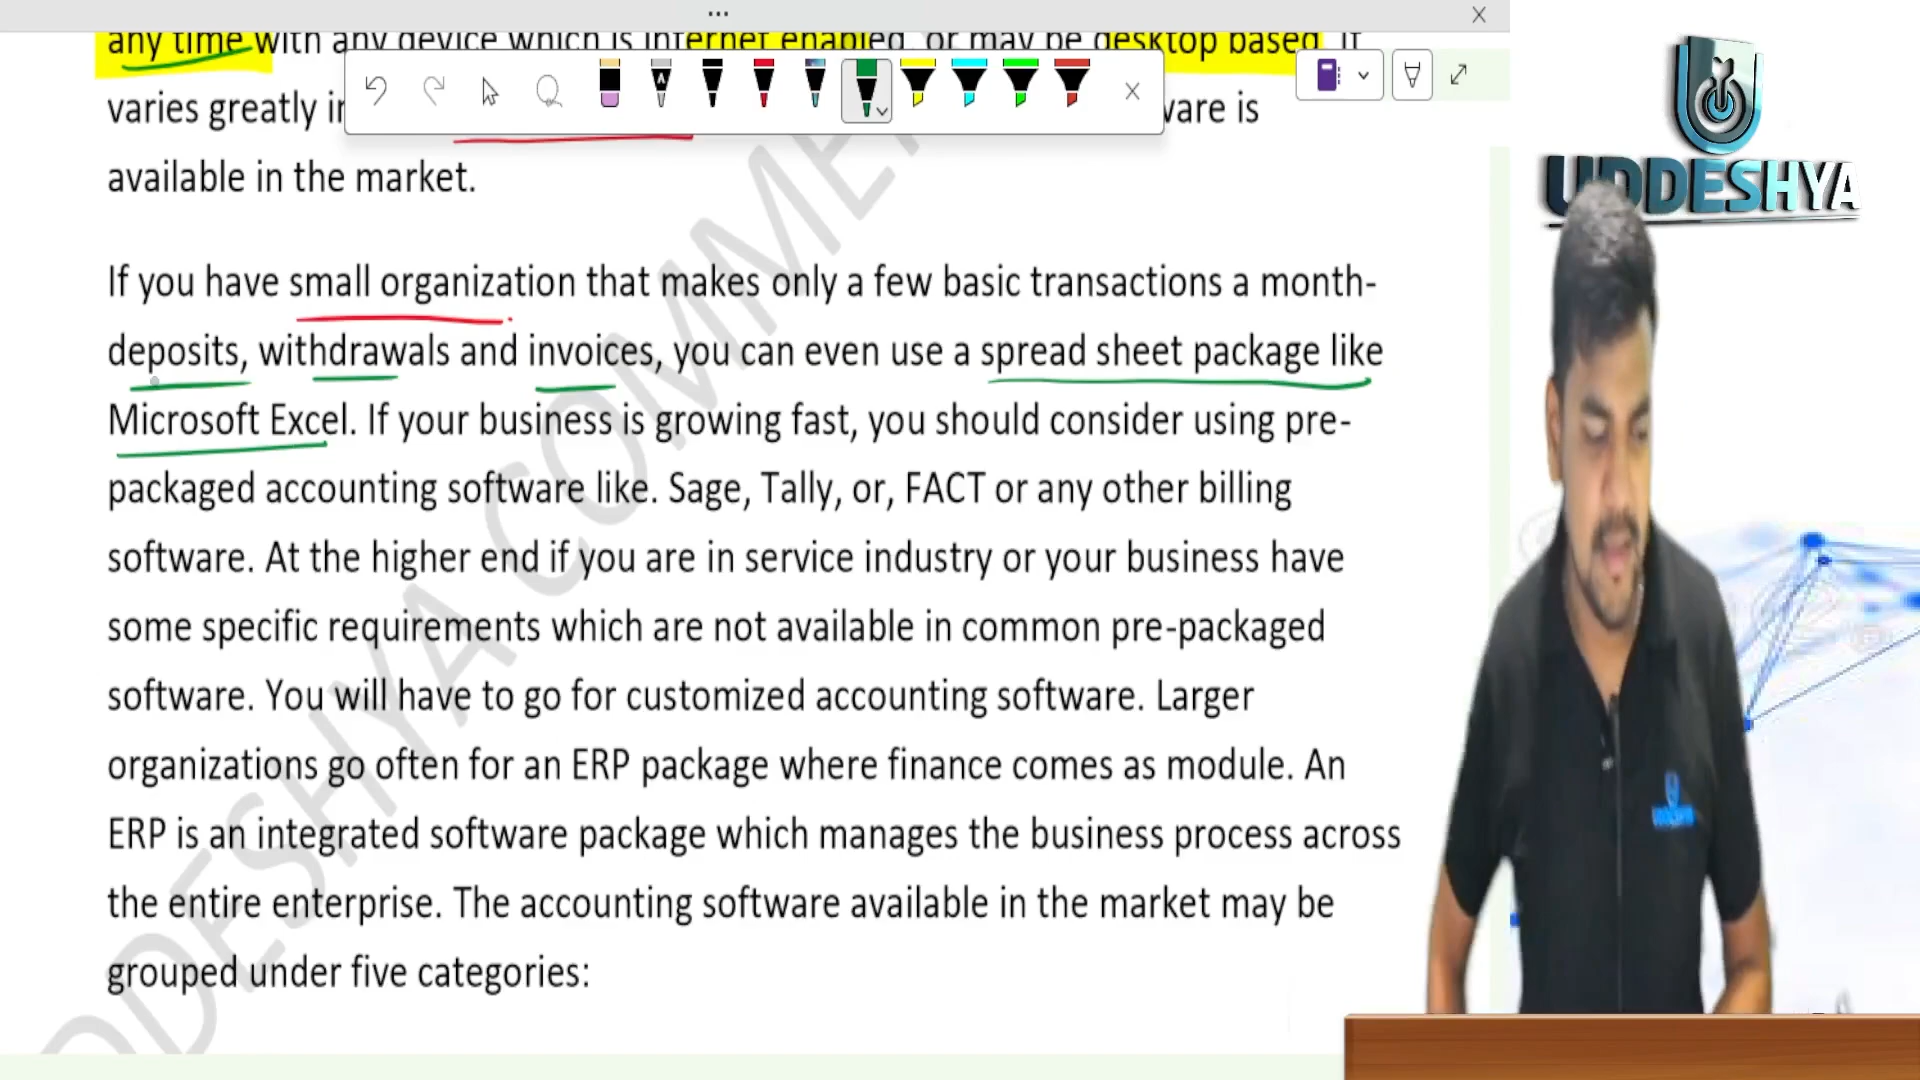 any time with any device which is internet enabled, or may be desktop based. It
varies greatly in
ware is
available in the market.
If you have small organization that makes only a few basic transactions a month-
deposits, withdrawals and invoices, you can even use a spread sheet package like
Microsoft Excel. If your business is growing fast, you should consider using pre-
packaged accounting software like. Sage, Tally, or, FACT or any other billing
software. At the higher end if you are in service industry or your business have
some specific requirements which are not available in common pre-packaged
software. You will have to go for customized accounting software. Larger
organizations go often for an ERP package where finance comes as module. An
ERP is an integrated software package which manages the business process across
the entire enterprise. The accounting software available in the market may be
grouped under five categories:
UDDESHYA